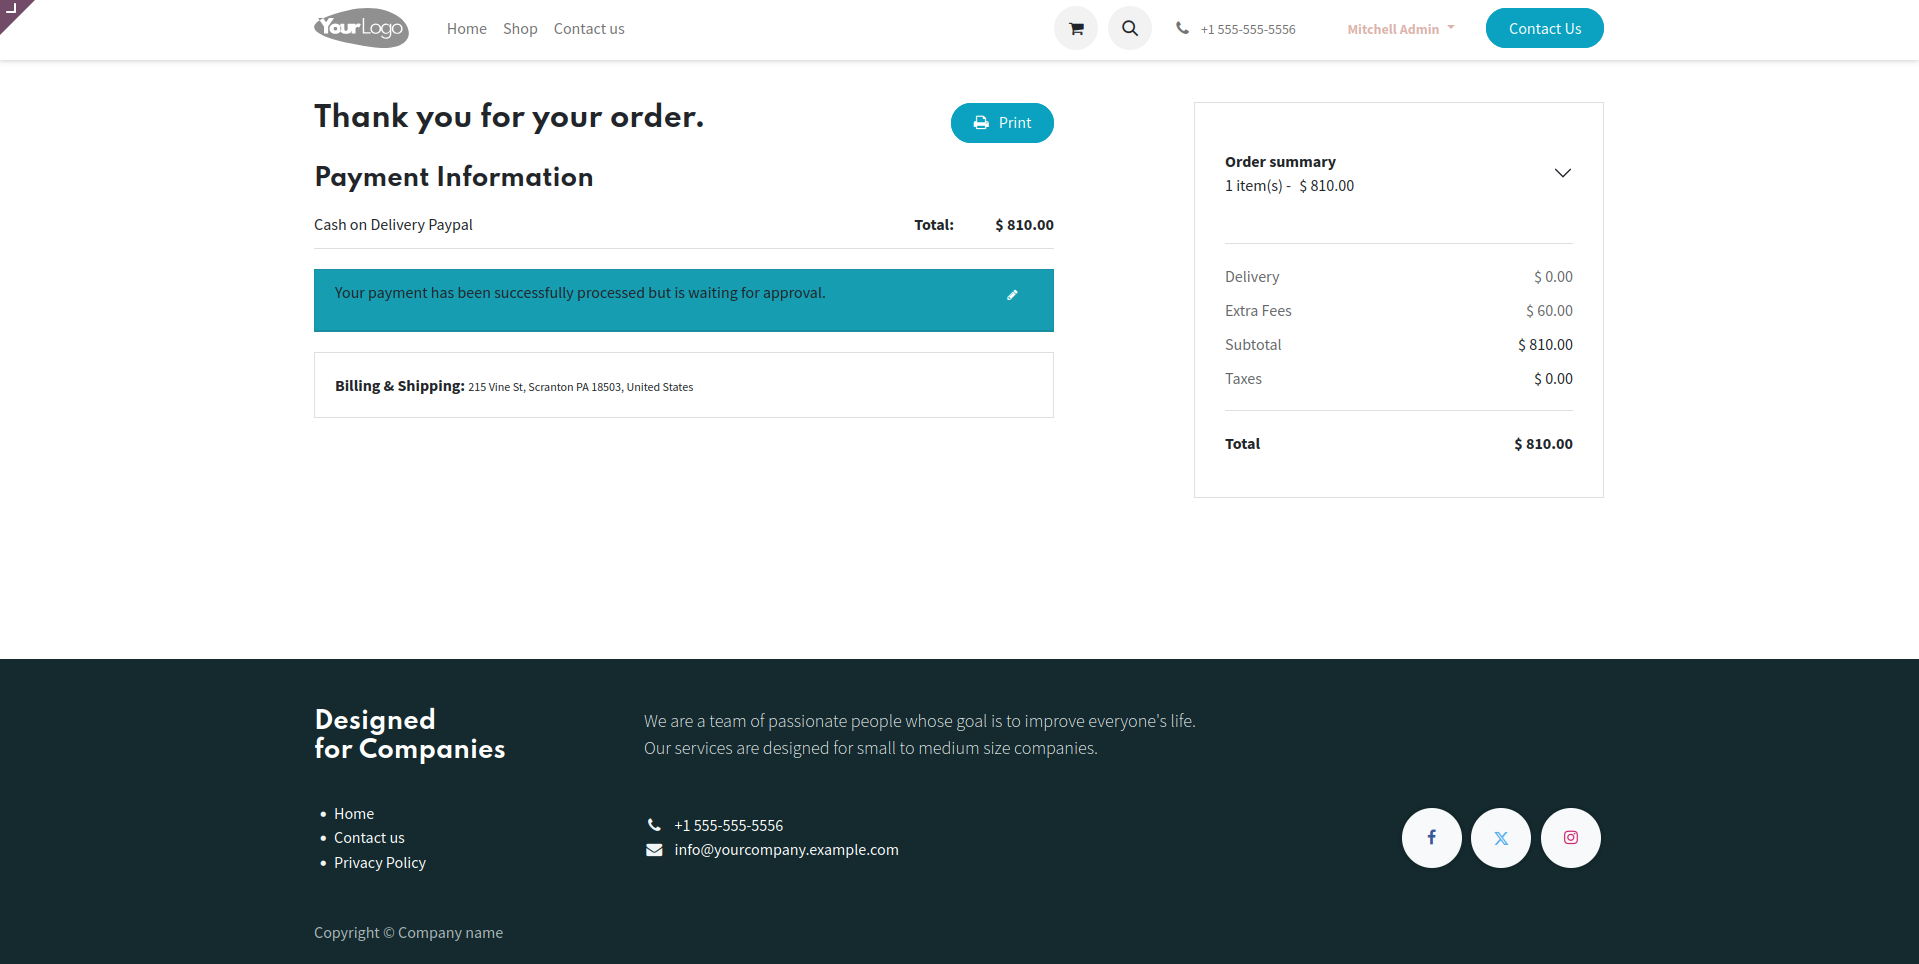 YourLogo
Home Shop Contact us
+1 555-555-5556
Mitchell Admin
Contact Us
Thank you for your order.
Print
Payment Information
Cash on Delivery Paypal Total: $ 810.00
Your payment has been successfully processed but is waiting for approval.
Billing & Shipping: 215 Vine St, Scranton PA 18503, United States
Order summary
1 item(s) - $ 810.00
Delivery $ 0.00
Extra Fees $ 60.00
Subtotal $ 810.00
Taxes $ 0.00
Total $ 810.00
Designed
for Companies
We are a team of passionate people whose goal is to improve everyone's life.
Our services are designed for small to medium size companies.
• Home
• Contact us
• Privacy Policy
+1 555-555-5556
info@yourcompany.example.com
Copyright © Company name